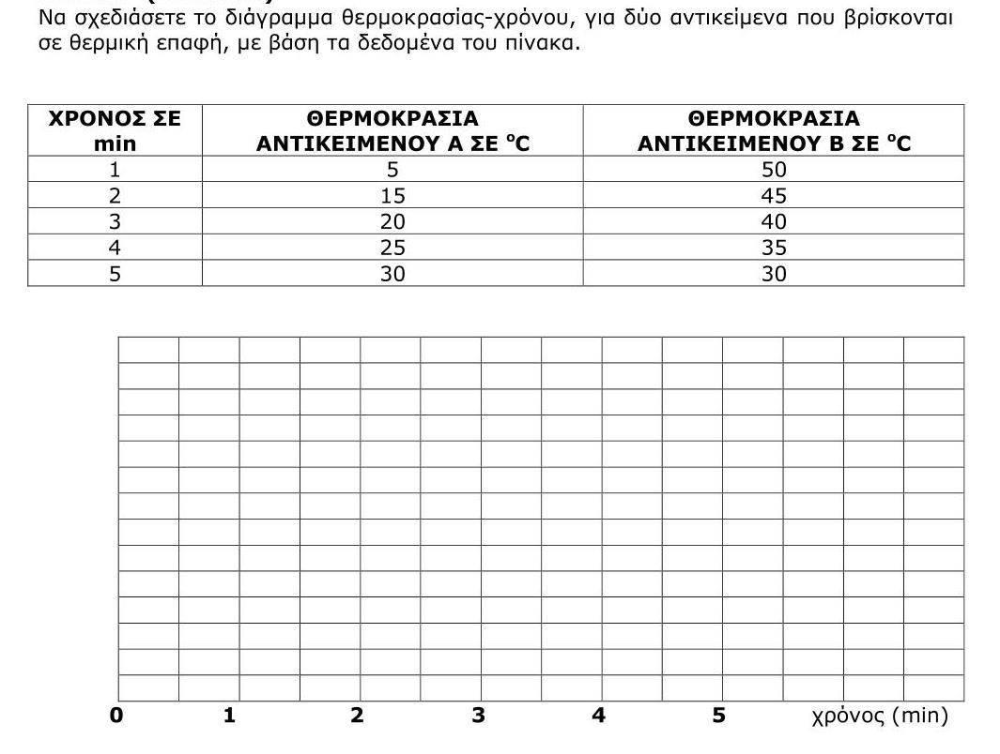 Να σχεδιάσετε το διάγραμμα θερμοκρασίας-χρόνου, για δύο αντικείμενα που βρίσκονται
σε θερμική επαφή, με βάση τα δεδομένα του πίνακα.
ΧΡΟΝΟΣ ΣΕ min ΘΕΡΜΟΚΡΑΣΙΑ ΑΝΤΙΚΕΙΜΕΝΟΥ Α ΣΕ °C ΘΕΡΜΟΚΡΑΣΙΑ ΑΝΤΙΚΕΙΜΕΝΟΥ Β ΣΕ °C
1 5 50
2 15 45
3 20 40
4 25 35
5 30 30
0 1 2 3 4 5 χρόνος (min)